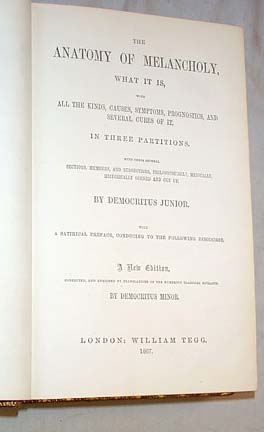 THE
ANATOMY OF MELANCHOLY,
WHAT IT IS,
WITH
ALL THE KINDS, CAUSES, SYMPTOMS, PROGNOSTICS, AND
SEVERAL CURES OF IT.
IN THREE PARTITIONS.
WITH THEIR SEVERAL
SECTIONS, MEMBERS, AND SUBSECTIONS, PHILOSOPHICALLY, MEDICALLY,
HISTORICALLY OPENED AND CUT UP.
BY DEMOCRITUS JUNIOR.
WITH
A SATIRICAL PREFACE, CONDUCING TO THE FOLLOWING DISCOURSE.
A New Edition,
CORRECTED, AND ENRICHED BY TRANSLATIONS OF THE NUMEROUS CLASSICAL EXTRACTS
BY DEMOCRITUS MINOR.
LONDON: WILLIAM TEGG.
1867.